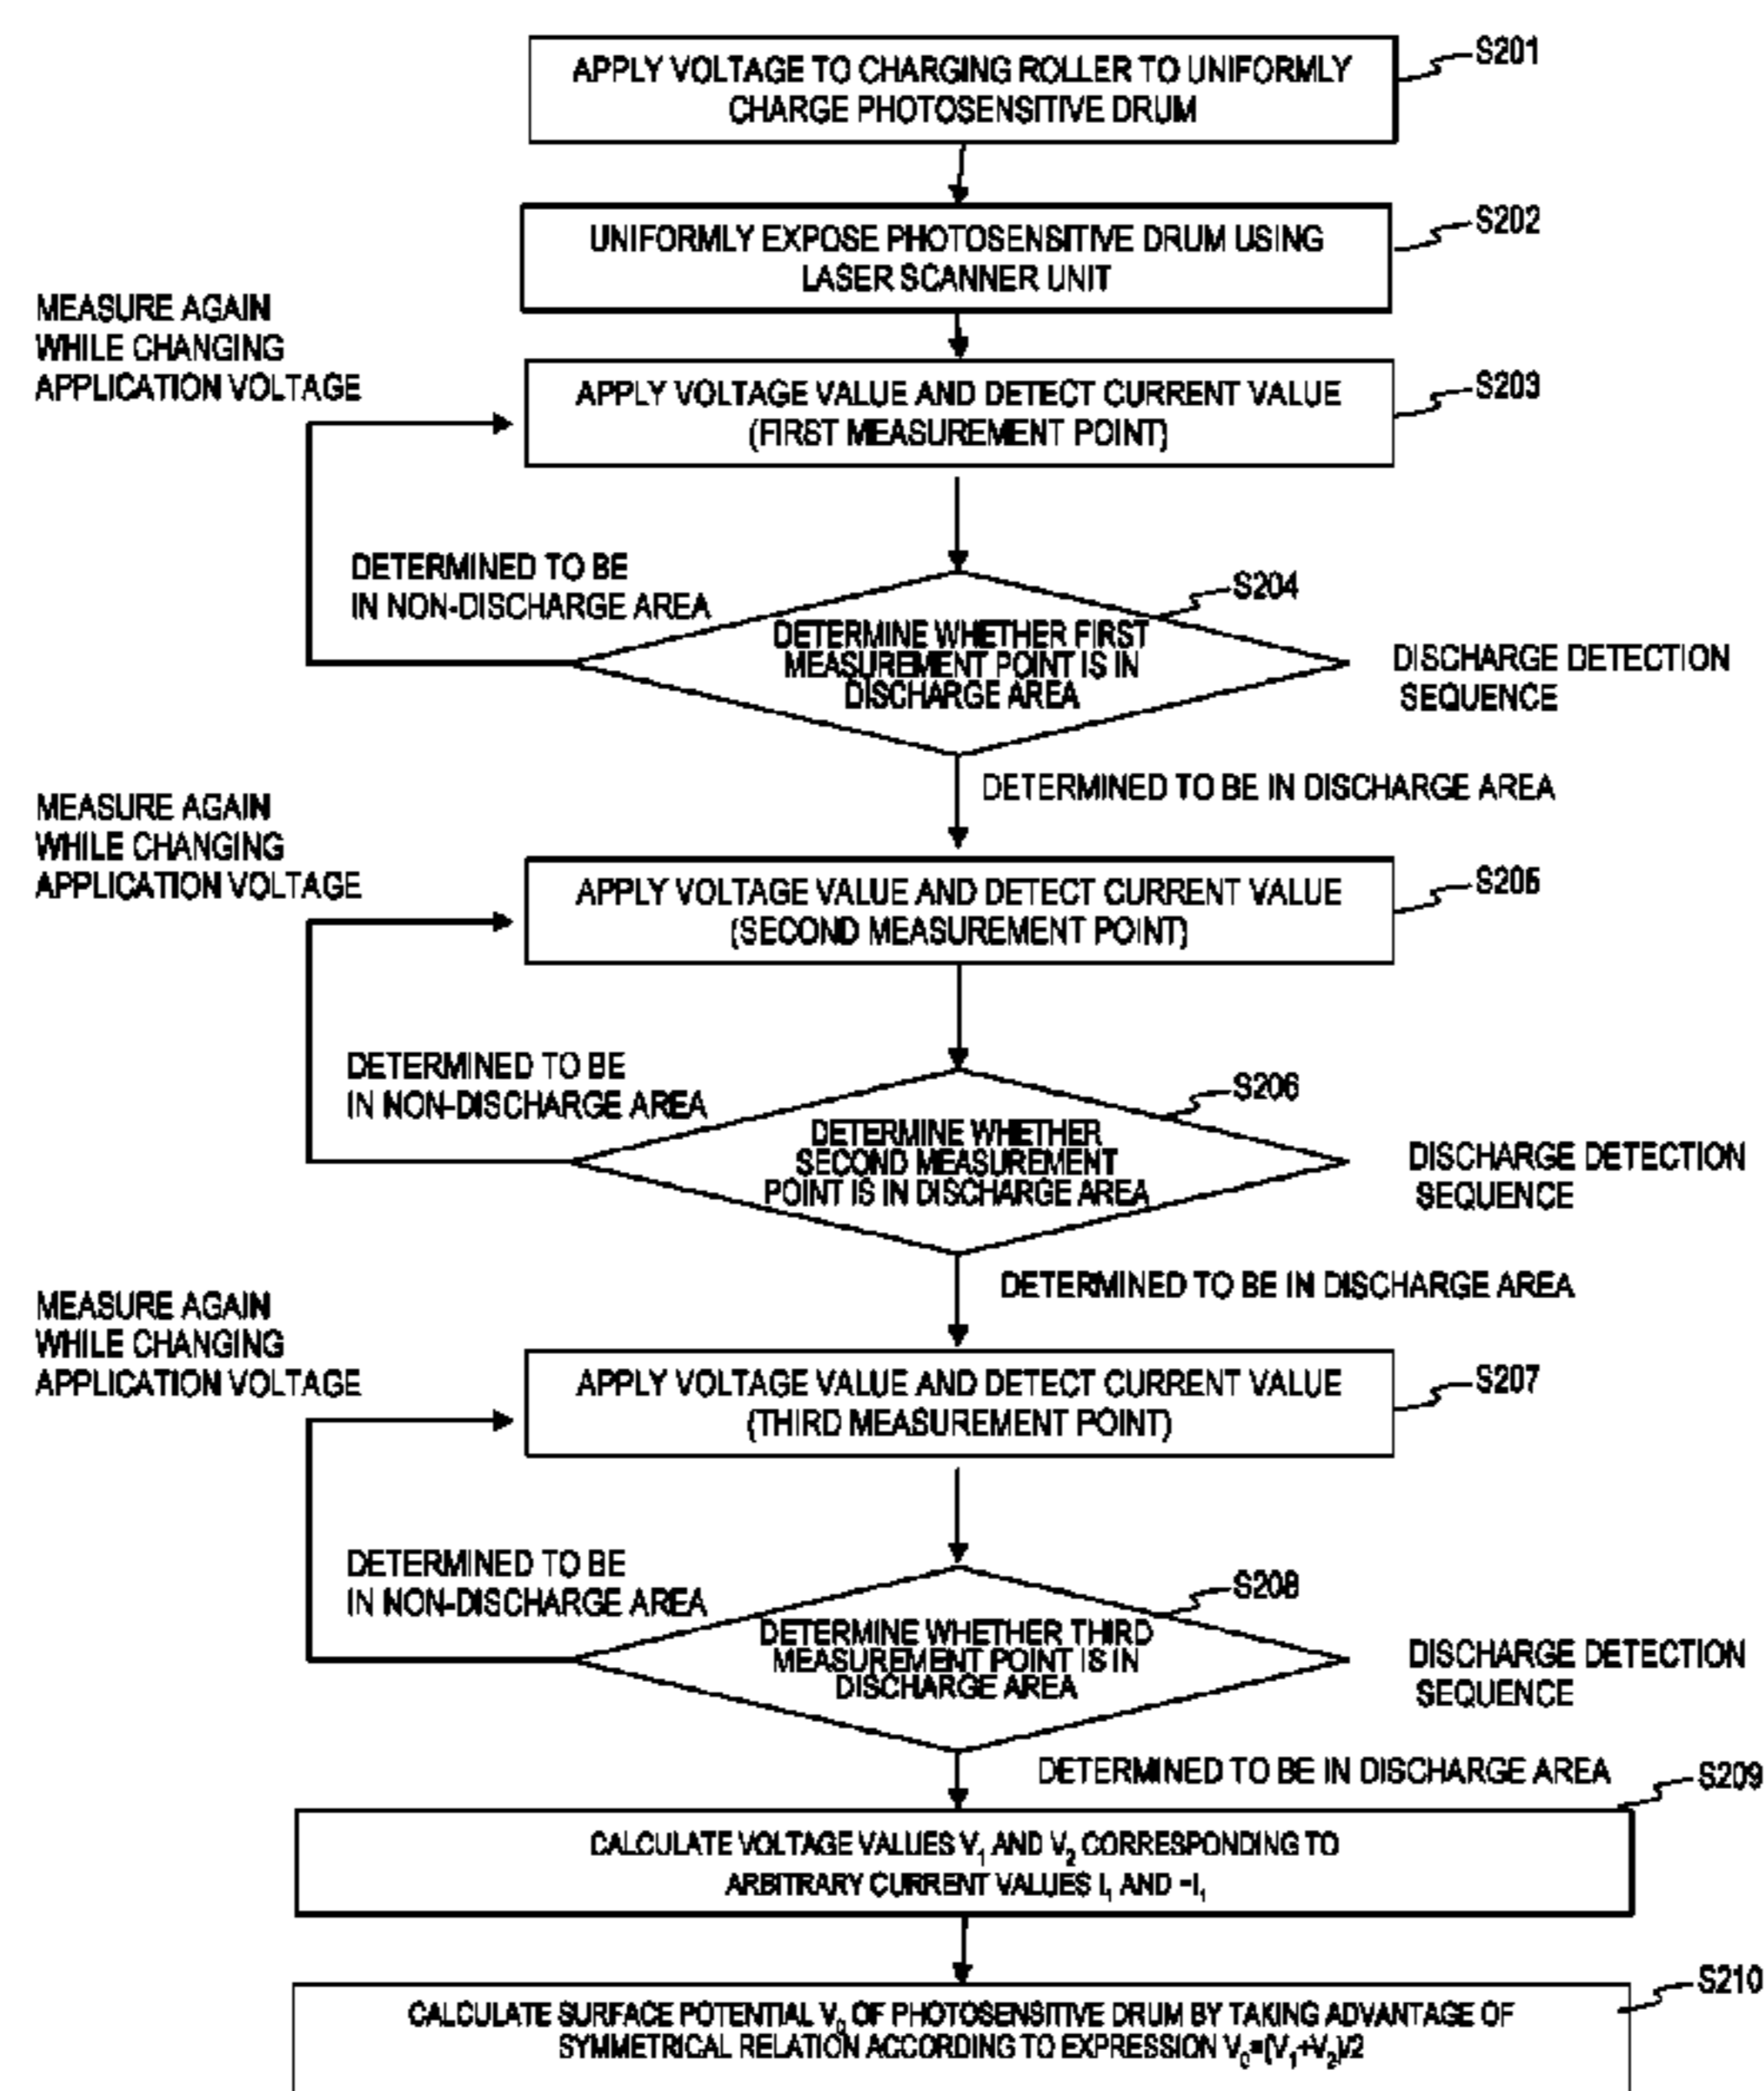 APPLY VOLTAGE TO CHARGING ROLLER TO UNIFORMLY
CHARGE PHOTOSENSITIVE DRUM
S201
UNIFORMLY EXPOSE PHOTOSENSITIVE DRUM USING
LASER SCANNER UNIT
S202
MEASURE AGAIN
WHILE CHANGING
APPLICATION VOLTAGE
APPLY VOLTAGE VALUE AND DETECT CURRENT VALUE
(FIRST MEASUREMENT POINT)
S203
DETERMINED TO BE
IN NON-DISCHARGE AREA
S204
DETERMINE WHETHER FIRST
MEASUREMENT POINT IS IN
DISCHARGE AREA
DISCHARGE DETECTION
SEQUENCE
DETERMINED TO BE IN DISCHARGE AREA
MEASURE AGAIN
WHILE CHANGING
APPLICATION VOLTAGE
APPLY VOLTAGE VALUE AND DETECT CURRENT VALUE
(SECOND MEASUREMENT POINT)
S205
DETERMINED TO BE
IN NON-DISCHARGE AREA
S206
DETERMINE WHETHER
SECOND MEASUREMENT
POINT IS IN DISCHARGE AREA
DISCHARGE DETECTION
SEQUENCE
DETERMINED TO BE IN DISCHARGE AREA
MEASURE AGAIN
WHILE CHANGING
APPLICATION VOLTAGE
APPLY VOLTAGE VALUE AND DETECT CURRENT VALUE
(THIRD MEASUREMENT POINT)
S207
DETERMINED TO BE
IN NON-DISCHARGE AREA
S208
DETERMINE WHETHER THIRD
MEASUREMENT POINT IS IN
DISCHARGE AREA
DISCHARGE DETECTION
SEQUENCE
DETERMINED TO BE IN DISCHARGE AREA
S209
CALCULATE VOLTAGE VALUES V₁ AND V₂ CORRESPONDING TO
ARBITRARY CURRENT VALUES I₁ AND -I₁
S210
CALCULATE SURFACE POTENTIAL V₀ OF PHOTOSENSITIVE DRUM BY TAKING ADVANTAGE OF
SYMMETRICAL RELATION ACCORDING TO EXPRESSION V₀=(V₁+V₂)/2